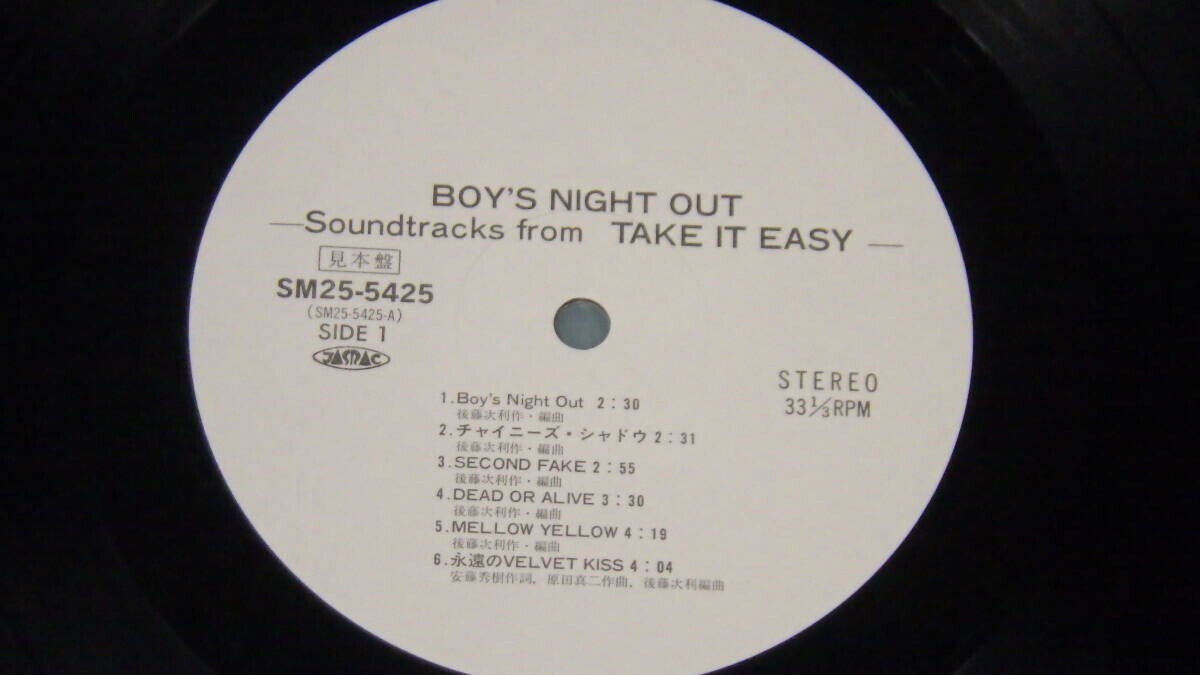 BOY'S NIGHT OUT
—Soundtracks from TAKE IT EASY—
見本盤
SM25-5425
(SM25-5425-A)
SIDE 1
JASRAC
STEREO
33 1/3 RPM
1. Boy's Night Out 2:30
後藤次利作・編曲
2. チャイニーズ・シャドウ 2:31
後藤次利作・編曲
3. SECOND FAKE 2:55
後藤次利作・編曲
4. DEAD OR ALIVE 3:30
後藤次利作・編曲
5. MELLOW YELLOW 4:19
後藤次利作・編曲
6. 永遠のVELVET KISS 4:04
安藤秀樹作詞, 原田真二作曲, 後藤次利編曲